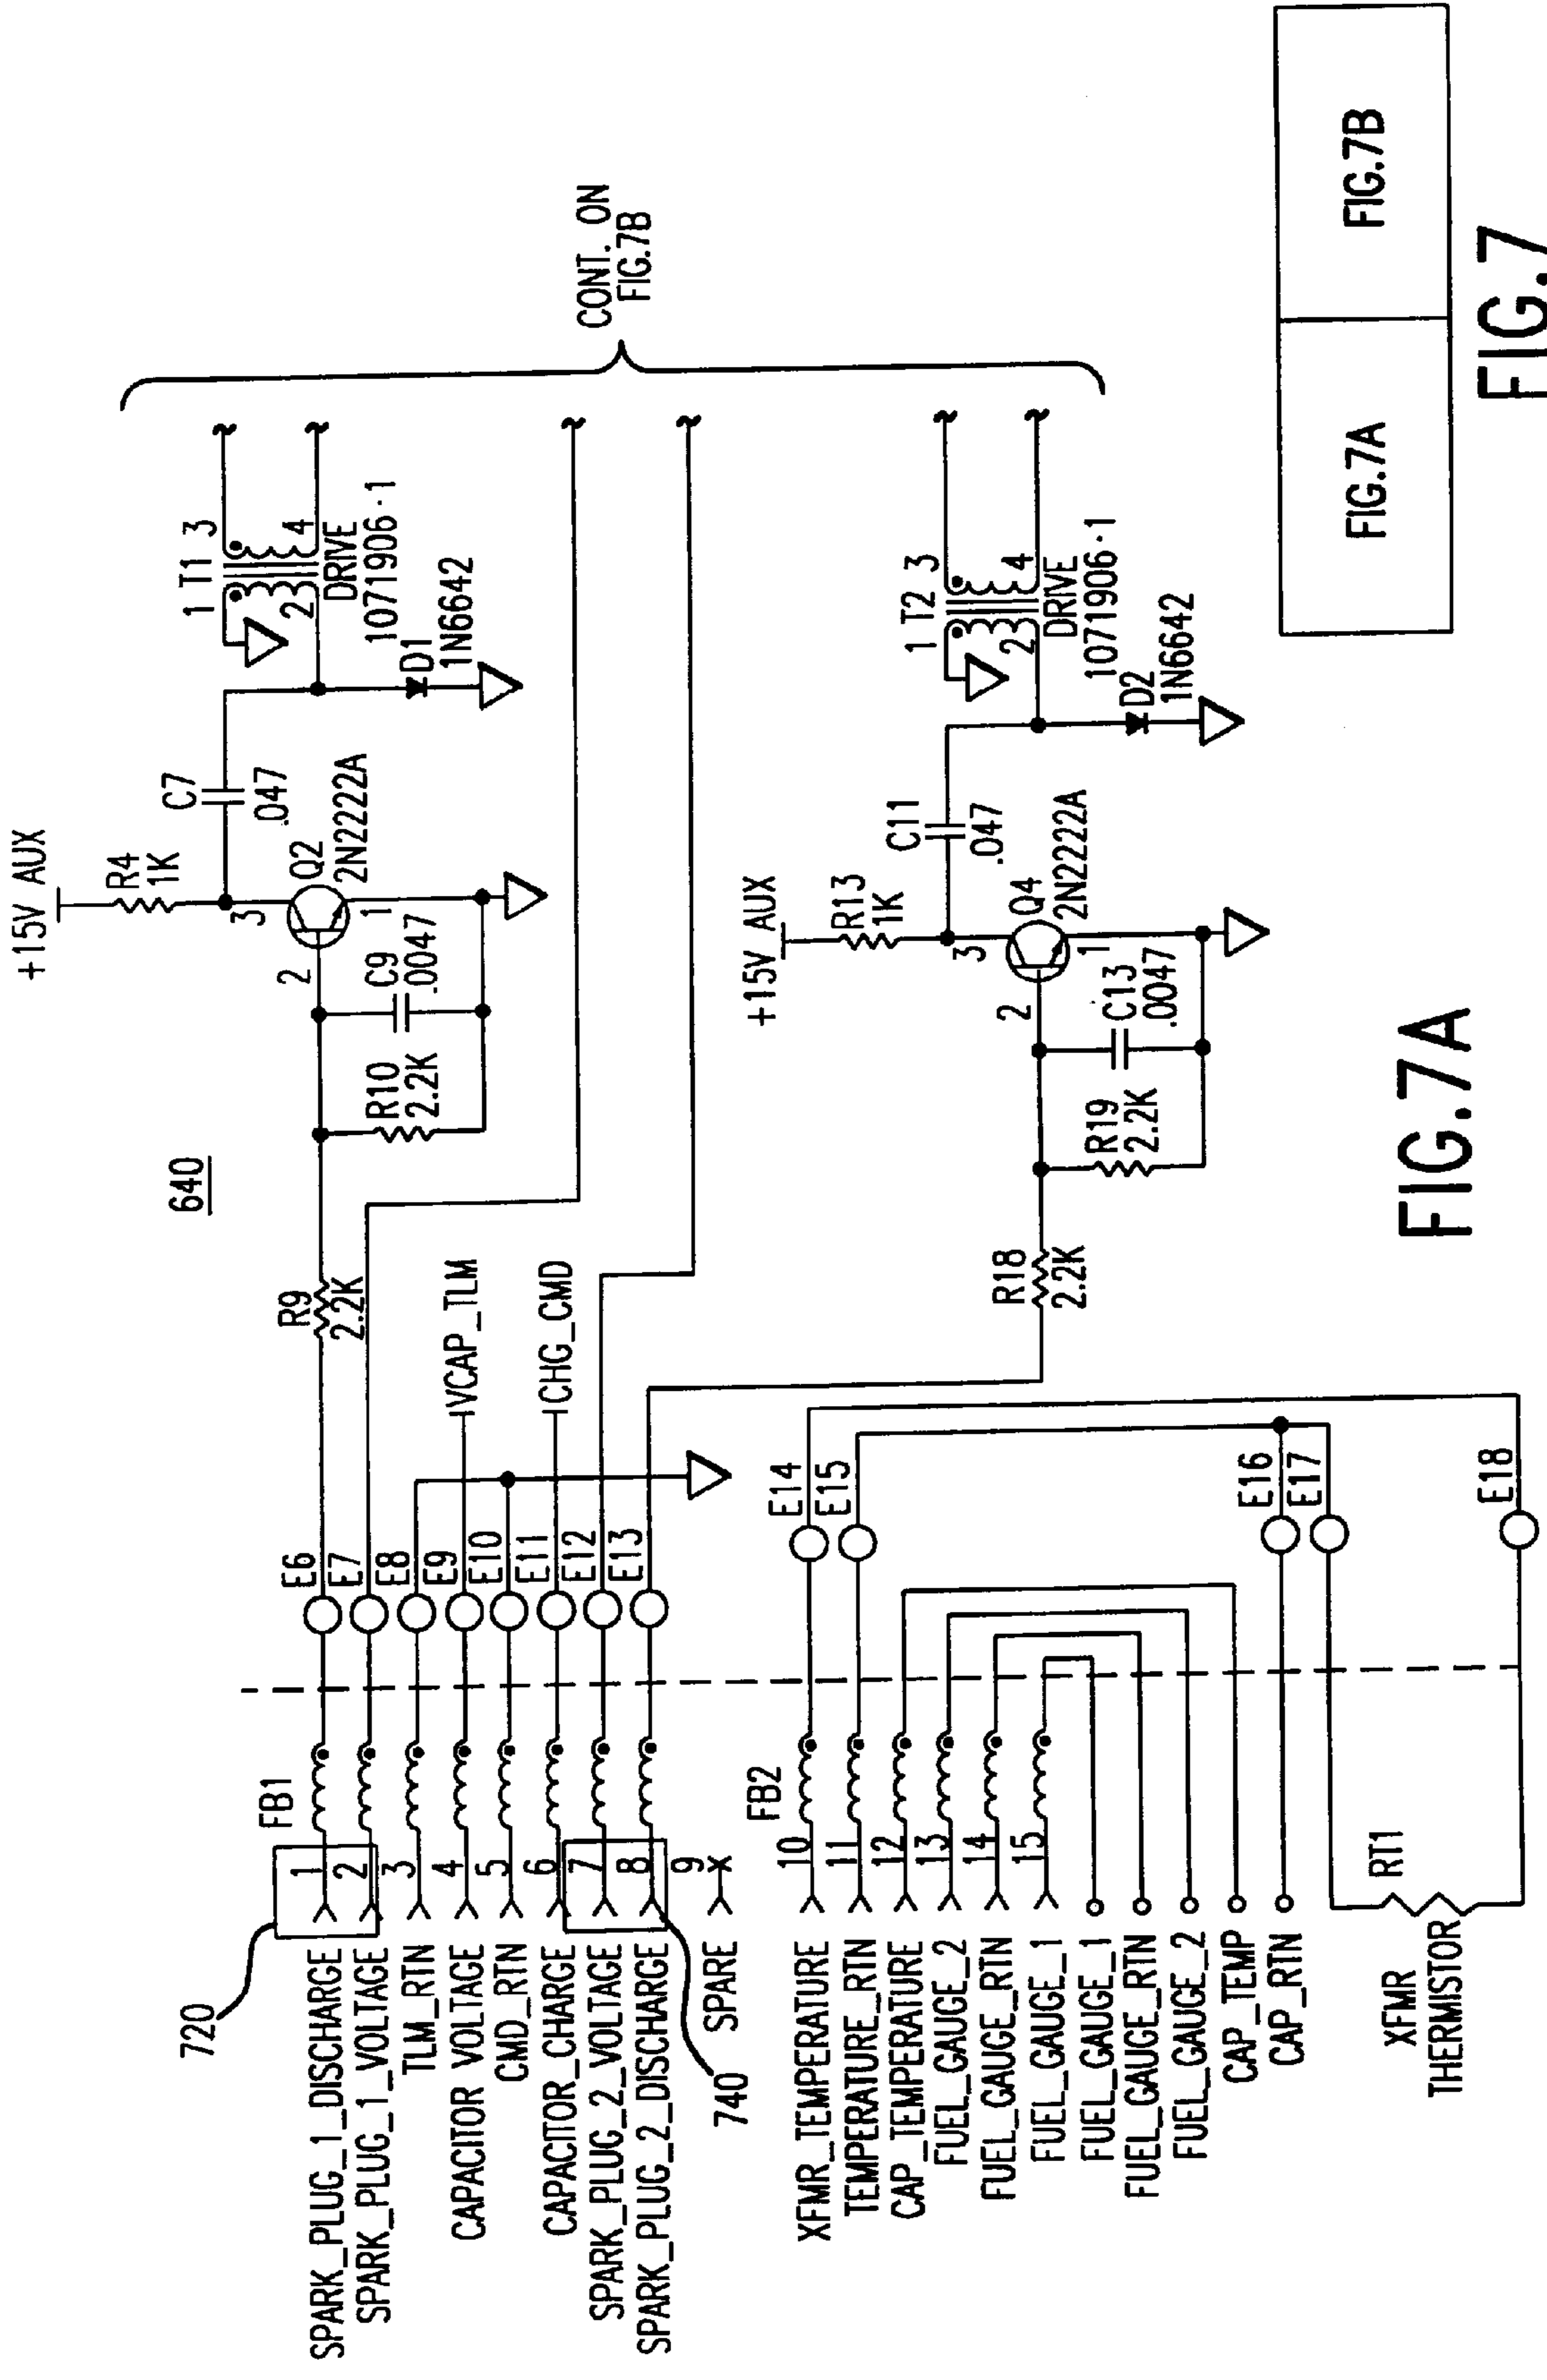 +15V AUX
R4
1K
C7
.047
1 T1 3
2 4
DRIVE
1071906-1
D1
1N6642
3
2
1
Q2
2N2222A
C9
.0047
R10
2.2K
640
R9
2.2K
CONT. ON
FIG.7B
720
FB1
SPARK_PLUG_1_DISCHARGE 1 E6
SPARK_PLUG_1_VOLTAGE 2 E7
TLM_RTN 3 E8
CAPACITOR VOLTAGE 4 E9 VCAP_TLM
CMD_RTN 5 E10
CAPACITOR_CHARGE 6 E11 CHG_CMD
SPARK_PLUG_2_VOLTAGE 7 E12
SPARK_PLUG_2_DISCHARGE 8 E13
SPARE 9 X
740
+15V AUX
R13
1K
C11
.047
1 T2 3
2 4
DRIVE
1071906-1
D2
1N6642
3
2
1
Q4
2N2222A
C13
.0047
R19
2.2K
R18
2.2K
FB2
XFMR_TEMPERATURE 10 E14
TEMPERATURE_RTN 11 E15
CAP_TEMPERATURE 12
FUEL_GAUGE_2 13
FUEL_GAUGE_RTN 14
FUEL_GAUGE_1 15
FUEL_GAUGE_1
FUEL_GAUGE_RTN
FUEL_GAUGE_2
CAP_TEMP
CAP_RTN E16
E17
RT1
XFMR
THERMISTOR
E18
FIG.7A
FIG.7A FIG.7B
FIG.7